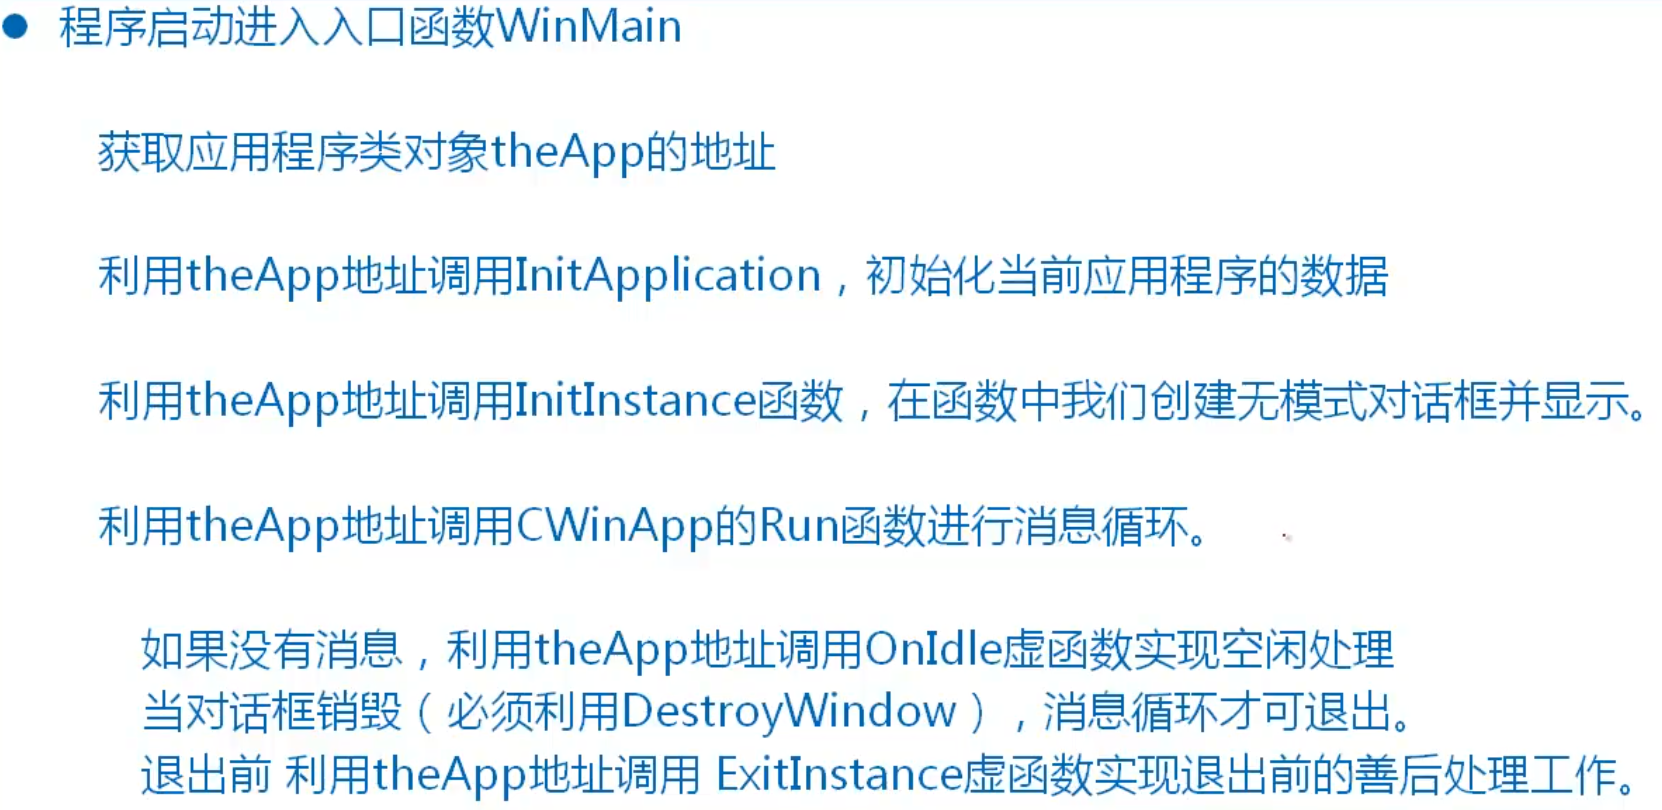 ● 程序启动进入入口函数WinMain
获取应用程序类对象theApp的地址
利用theApp地址调用InitApplication，初始化当前应用程序的数据
利用theApp地址调用InitInstance函数，在函数中我们创建无模式对话框并显示。
利用theApp地址调用CWinApp的Run函数进行消息循环。
如果没有消息，利用theApp地址调用OnIdle虚函数实现空闲处理
当对话框销毁（必须利用DestroyWindow），消息循环才可退出。
退出前 利用theApp地址调用 ExitInstance虚函数实现退出前的善后处理工作。